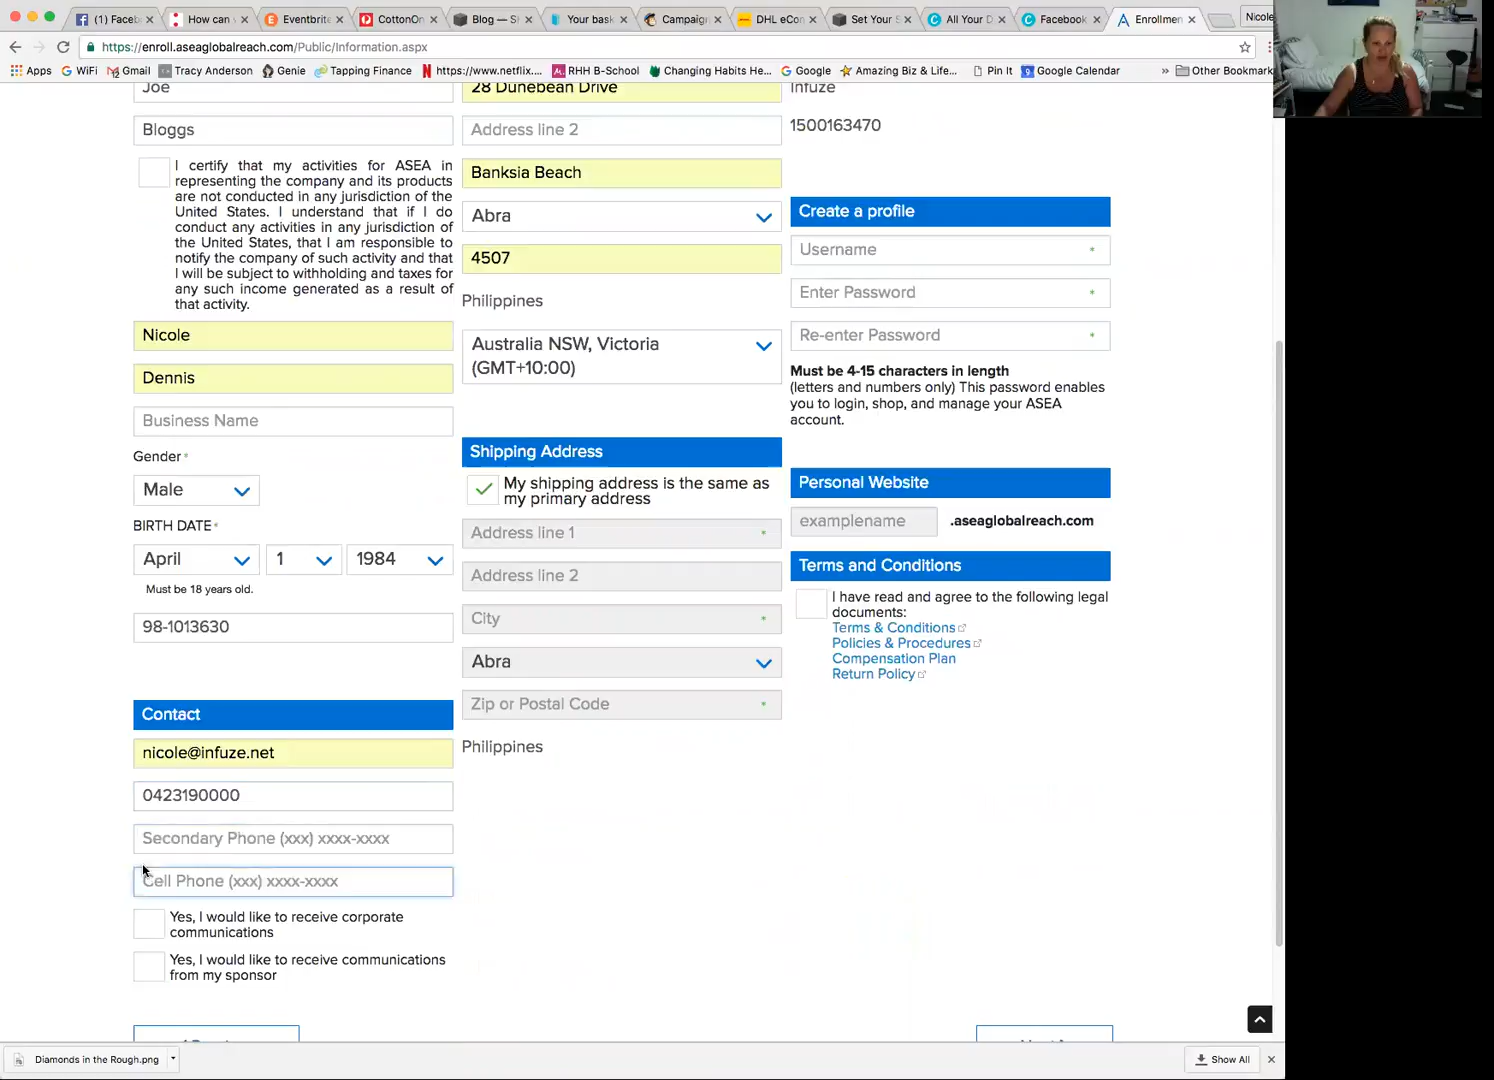 (1) Faceb
How can
Eventbrite
CottonOn
Blog — S
Your bask
Campaign
DHL eCon
Set Your S
All Your D
Facebook
Enrollmen
Nicole
https://enroll.aseaglobalreach.com/Public/Information.aspx
Apps
WiFi
Gmail
Tracy Anderson
Genie
Tapping Finance
https://www.netflix....
RHH B-School
Changing Habits He...
Google
Amazing Biz & Life...
Pin It
Google Calendar
»
Other Bookmark
Joe
Bloggs
I certify that my activities for ASEA in
representing the company and its products
are not conducted in any jurisdiction of the
United States. I understand that if I do
conduct any activities in any jurisdiction of
the United States, that I am responsible to
notify the company of such activity and that
I will be subject to withholding and taxes for
any such income generated as a result of
that activity.
Nicole
Dennis
Business Name
Gender *
Male
BIRTH DATE *
April
1
1984
Must be 18 years old.
98-1013630
Contact
nicole@infuze.net
0423190000
Secondary Phone (xxx) xxxx-xxxx
Cell Phone (xxx) xxxx-xxxx
Yes, I would like to receive corporate
communications
Yes, I would like to receive communications
from my sponsor
28 Dunebean Drive
Address line 2
Banksia Beach
Abra
4507
Philippines
Australia NSW, Victoria
(GMT+10:00)
Shipping Address
My shipping address is the same as
my primary address
Address line 1 *
Address line 2
City *
Abra
Zip or Postal Code *
Philippines
Infuze
1500163470
Create a profile
Username *
Enter Password *
Re-enter Password *
Must be 4-15 characters in length
(letters and numbers only) This password enables
you to login, shop, and manage your ASEA
account.
Personal Website
examplename .aseaglobalreach.com
Terms and Conditions
I have read and agree to the following legal
documents:
Terms & Conditions
Policies & Procedures
Compensation Plan
Return Policy
Diamonds in the Rough.png
Show All